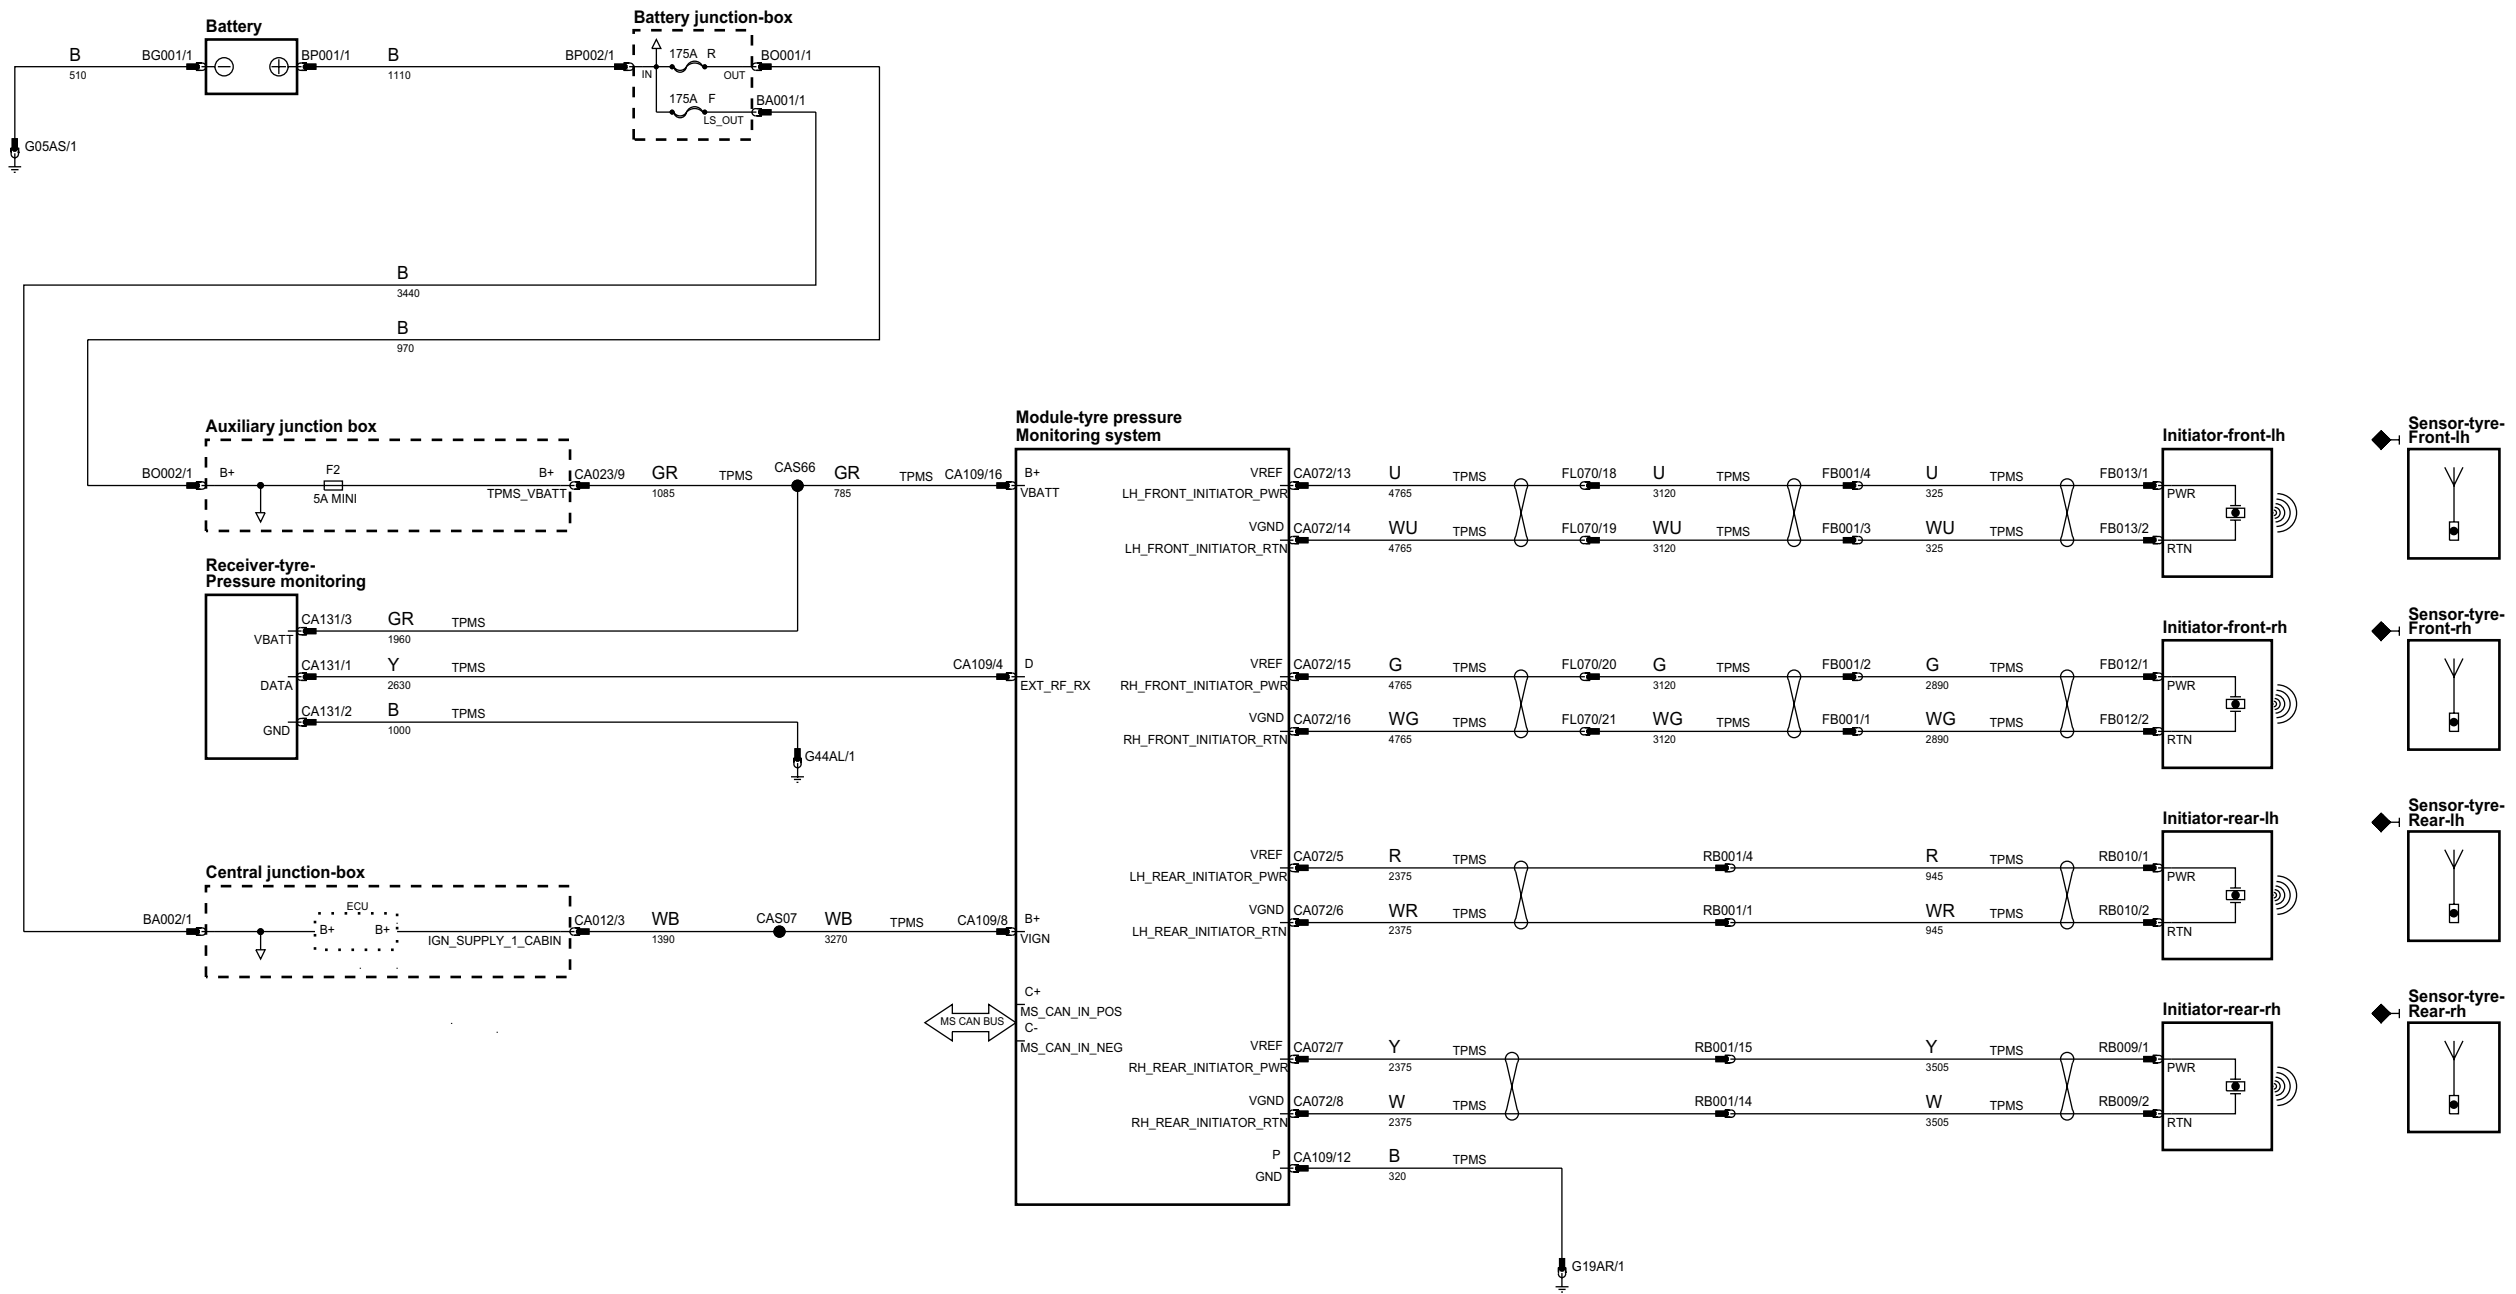 Battery
Battery junction-box
B
510
BG001/1
BP001/1
B
1110
BP002/1
IN
175A R
OUT
BO001/1
175A F
LS_OUT
BA001/1
G05AS/1
B
3440
B
970
Auxiliary junction box
BO002/1
B+
F2
5A MINI
B+
TPMS_VBATT
CA023/9
GR
1085
TPMS
CAS66
GR
785
TPMS
CA109/16
Receiver-tyre-
Pressure monitoring
VBATT
CA131/3
GR
1960
TPMS
DATA
CA131/1
Y
2630
TPMS
CA109/4
GND
CA131/2
B
1000
TPMS
G44AL/1
Central junction-box
BA002/1
ECU
B+
B+
IGN_SUPPLY_1_CABIN
CA012/3
WB
1390
CAS07
WB
3270
TPMS
CA109/8
MS CAN BUS
Module-tyre pressure
Monitoring system
B+
VBATT
D
EXT_RF_RX
B+
VIGN
C+
MS_CAN_IN_POS
C-
MS_CAN_IN_NEG
VREF
LH_FRONT_INITIATOR_PWR
CA072/13
U
4765
TPMS
FL070/18
U
3120
TPMS
FB001/4
U
325
TPMS
FB013/1
VGND
LH_FRONT_INITIATOR_RTN
CA072/14
WU
4765
TPMS
FL070/19
WU
3120
TPMS
FB001/3
WU
325
TPMS
FB013/2
Initiator-front-lh
PWR
RTN
Sensor-tyre-
Front-lh
VREF
RH_FRONT_INITIATOR_PWR
CA072/15
G
4765
TPMS
FL070/20
G
3120
TPMS
FB001/2
G
2890
TPMS
FB012/1
VGND
RH_FRONT_INITIATOR_RTN
CA072/16
WG
4765
TPMS
FL070/21
WG
3120
TPMS
FB001/1
WG
2890
TPMS
FB012/2
Initiator-front-rh
PWR
RTN
Sensor-tyre-
Front-rh
VREF
LH_REAR_INITIATOR_PWR
CA072/5
R
2375
TPMS
RB001/4
R
945
TPMS
RB010/1
VGND
LH_REAR_INITIATOR_RTN
CA072/6
WR
2375
TPMS
RB001/1
WR
945
TPMS
RB010/2
Initiator-rear-lh
PWR
RTN
Sensor-tyre-
Rear-lh
VREF
RH_REAR_INITIATOR_PWR
CA072/7
Y
2375
TPMS
RB001/15
Y
3505
TPMS
RB009/1
VGND
RH_REAR_INITIATOR_RTN
CA072/8
W
2375
TPMS
RB001/14
W
3505
TPMS
RB009/2
Initiator-rear-rh
PWR
RTN
Sensor-tyre-
Rear-rh
P
GND
CA109/12
B
320
TPMS
G19AR/1